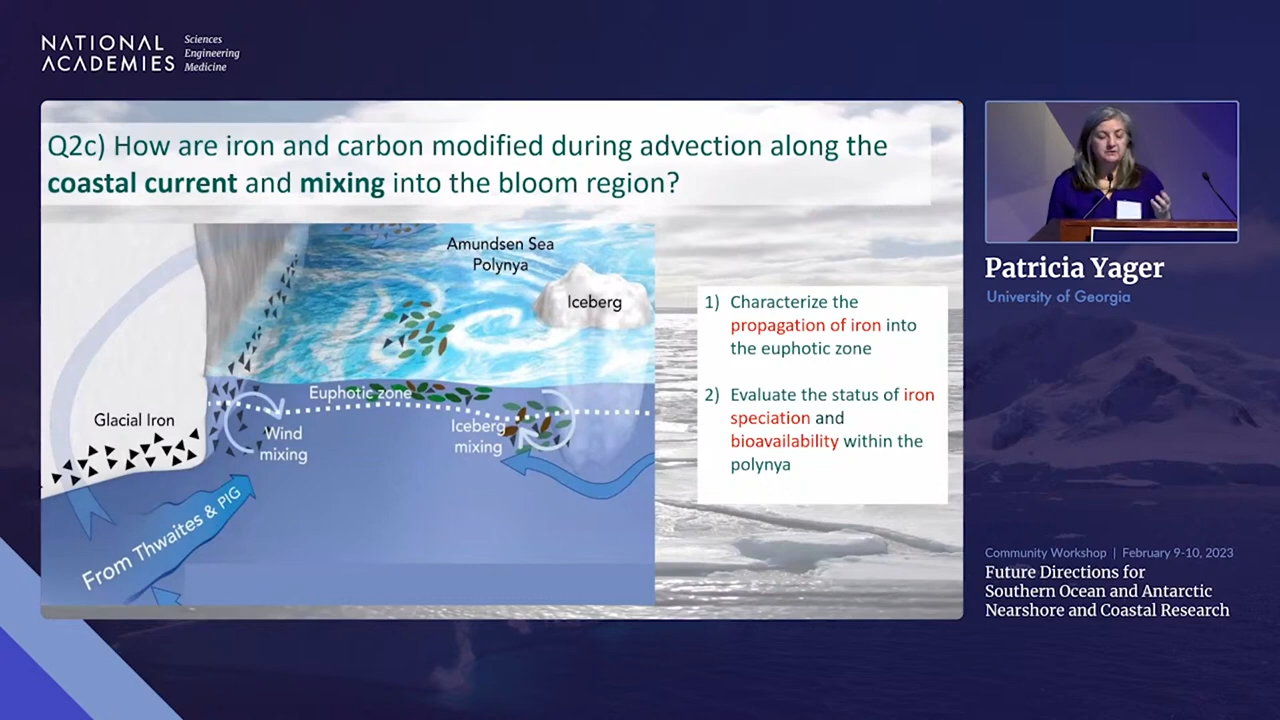 NATIONAL
ACADEMIES
Sciences
Engineering
Medicine
Q2c) How are iron and carbon modified during advection along the
coastal current and mixing into the bloom region?
Amundsen Sea
Polynya
Iceberg
Euphotic zone
Glacial Iron
Wind
mixing
Iceberg
mixing
From Thwaites & PIG
1) Characterize the
propagation of iron into
the euphotic zone
2) Evaluate the status of iron
speciation and
bioavailability within the
polynya
Patricia Yager
University of Georgia
Community Workshop | February 9-10, 2023
Future Directions for
Southern Ocean and Antarctic
Nearshore and Coastal Research